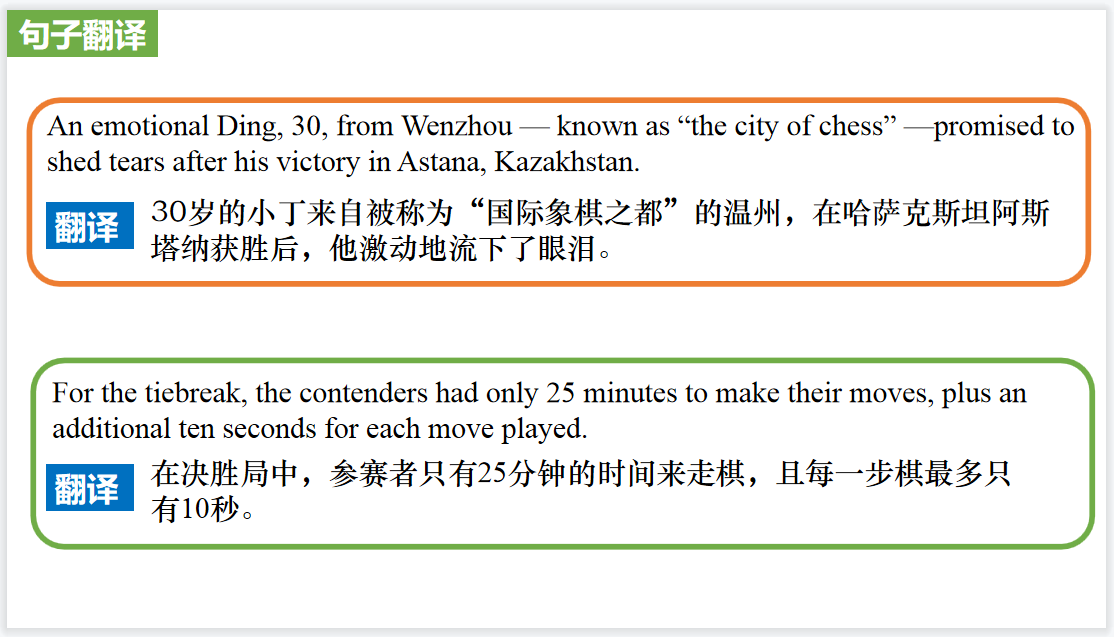 句子翻译
An emotional Ding, 30, from Wenzhou — known as “the city of chess” —promised to
shed tears after his victory in Astana, Kazakhstan.
翻译
30岁的小丁来自被称为“国际象棋之都”的温州，在哈萨克斯坦阿斯
塔纳获胜后，他激动地流下了眼泪。
For the tiebreak, the contenders had only 25 minutes to make their moves, plus an
additional ten seconds for each move played.
翻译
在决胜局中，参赛者只有25分钟的时间来走棋，且每一步棋最多只
有10秒。